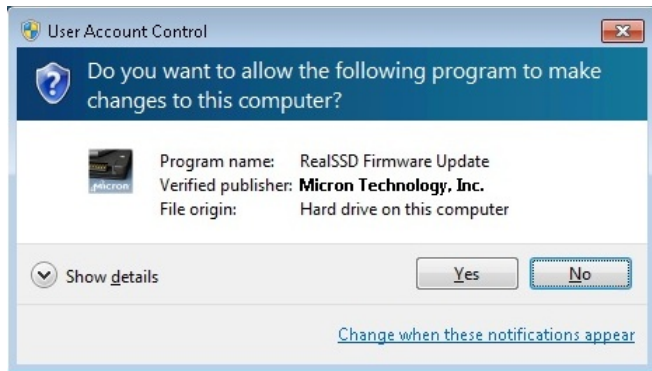 User Account Control
Do you want to allow the following program to make
changes to this computer?
Micron
Program name: RealSSD Firmware Update
Verified publisher: Micron Technology, Inc.
File origin: Hard drive on this computer
Show details
Yes
No
Change when these notifications appear